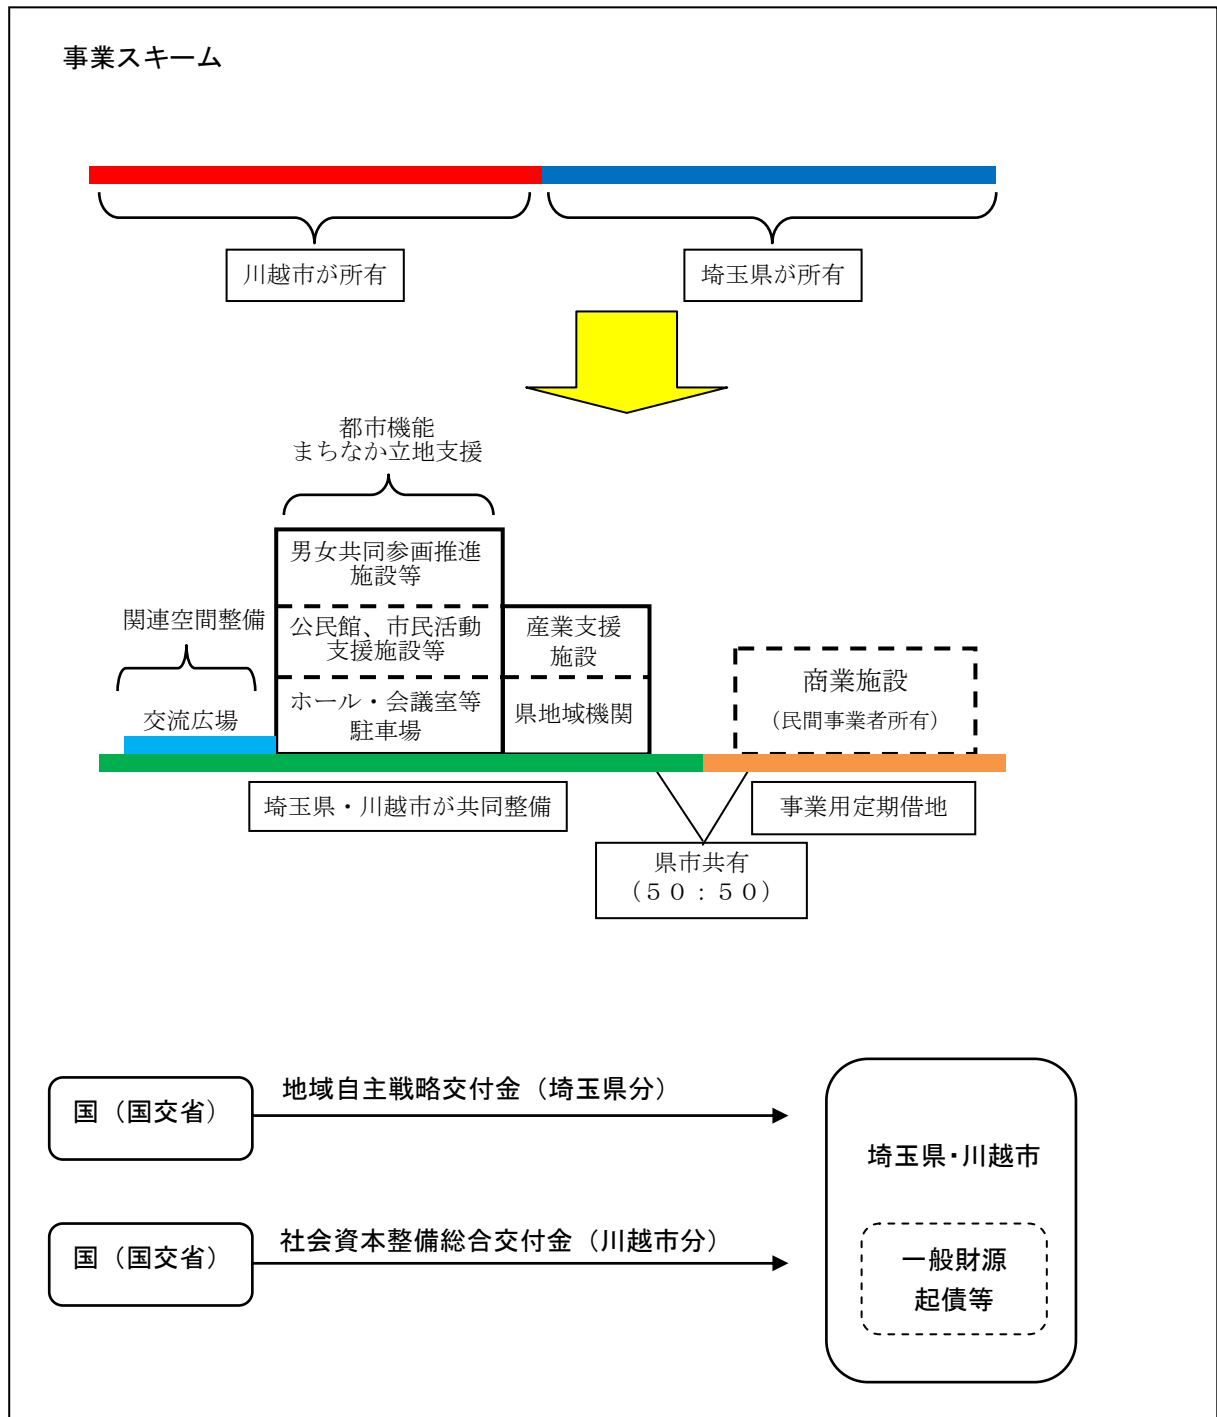 事業スキーム
川越市が所有
埼玉県が所有
都市機能
まちなか立地支援
男女共同参画推進
施設等
関連空間整備
公民館、市民活動
支援施設等
産業支援
施設
交流広場
ホール・会議室等
駐車場
県地域機関
商業施設
（民間事業者所有）
埼玉県・川越市が共同整備
事業用定期借地
県市共有
（５０：５０）
国（国交省）
地域自主戦略交付金（埼玉県分）
埼玉県・川越市
国（国交省）
社会資本整備総合交付金（川越市分）
一般財源
起債等